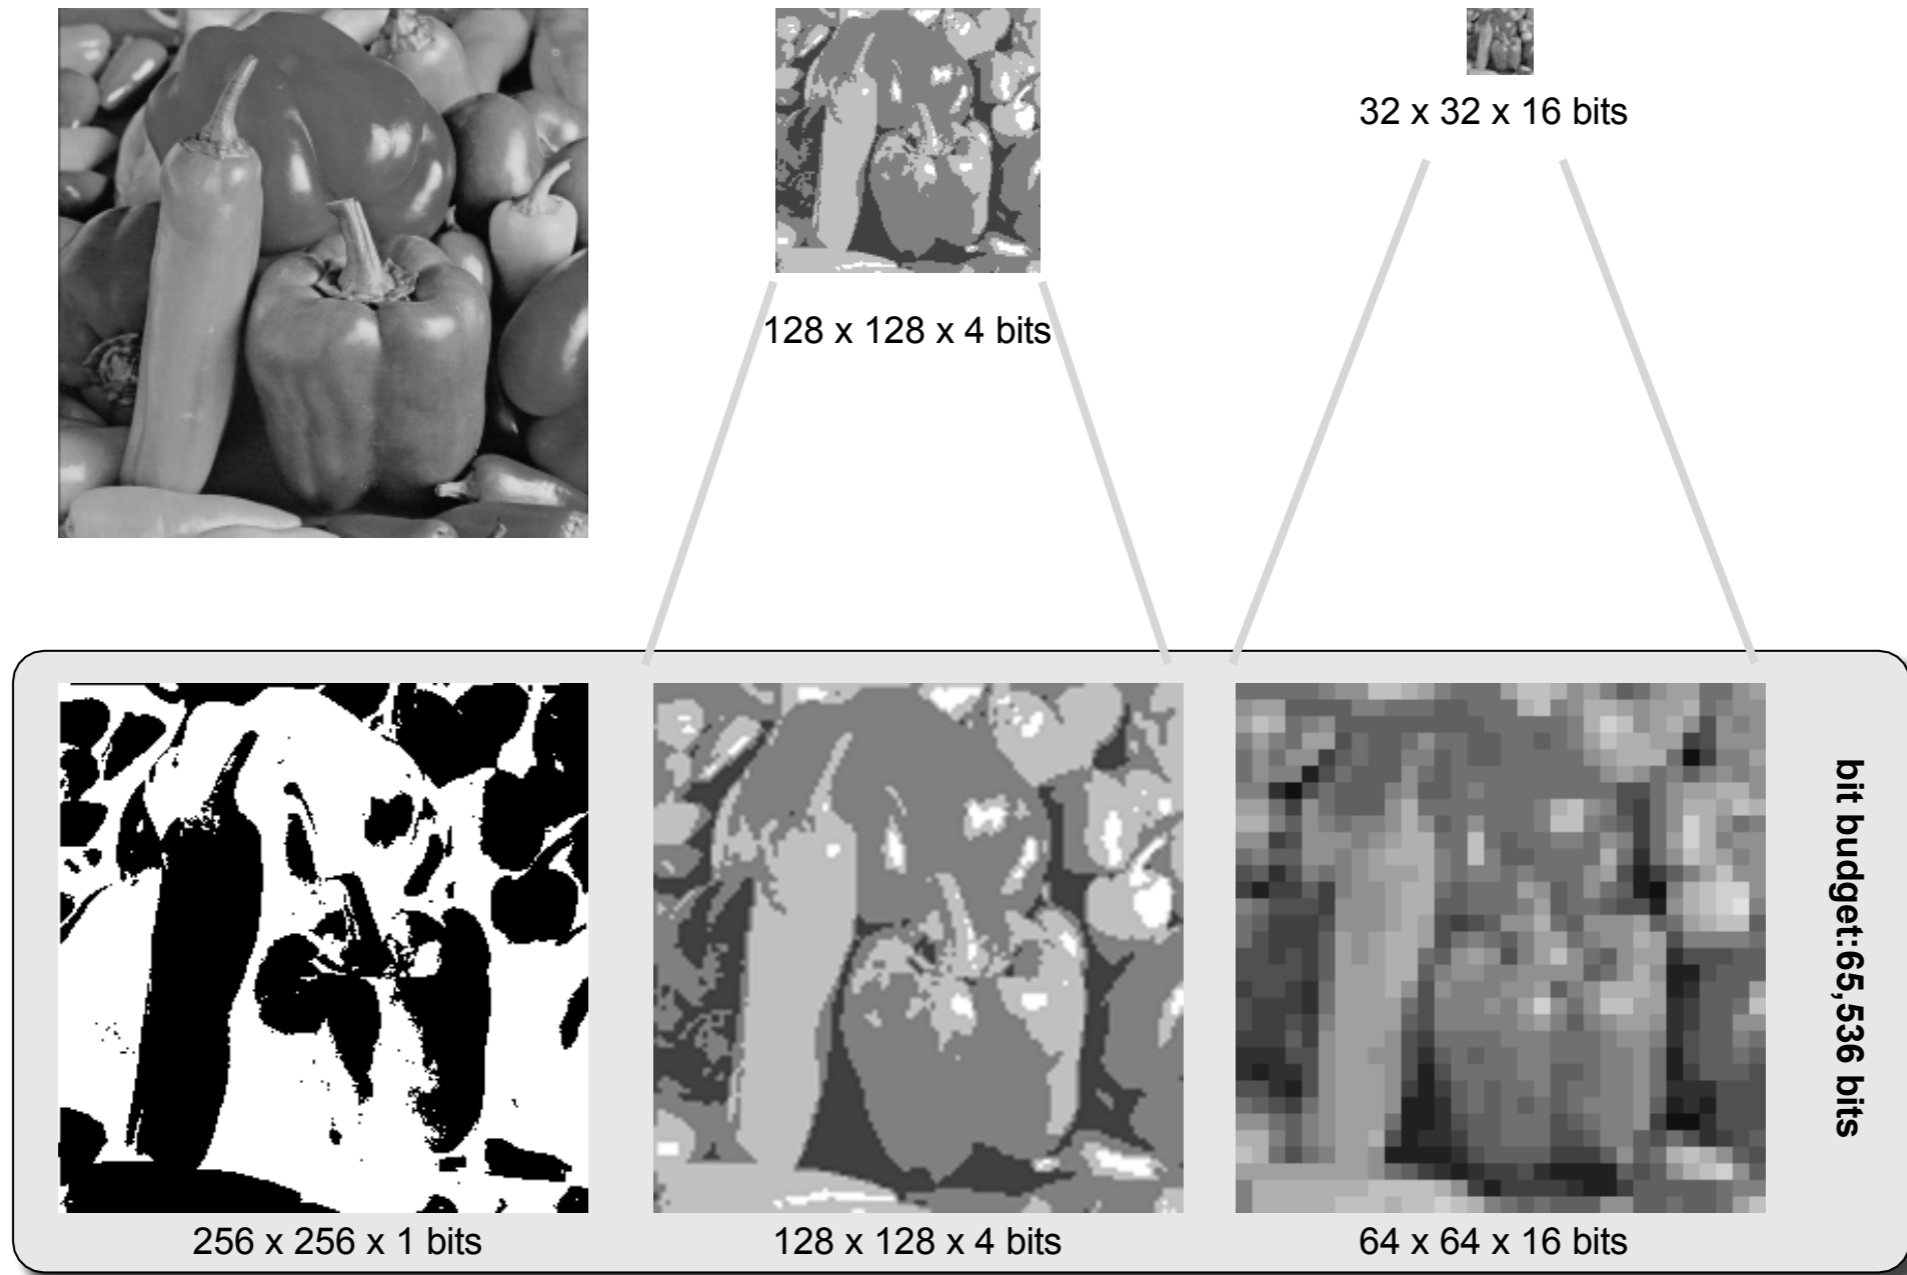 32 x 32 x 16 bits
128 x 128 x 4 bits
bit budget:65,536 bits
256 x 256 x 1 bits
128 x 128 x 4 bits
64 x 64 x 16 bits